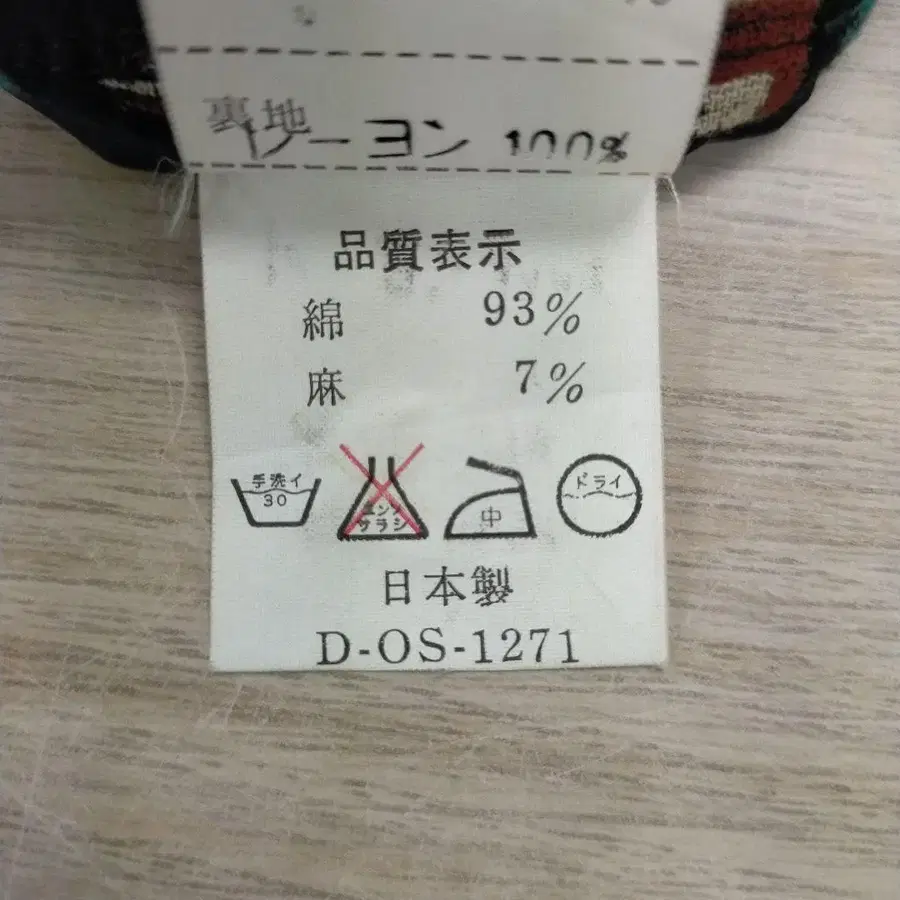 裏地
レーヨン 100%
品質表示
綿 93%
麻 7%
手洗イ 30
エンソ サラシ
中
ドライ
日本製
D-OS-1271